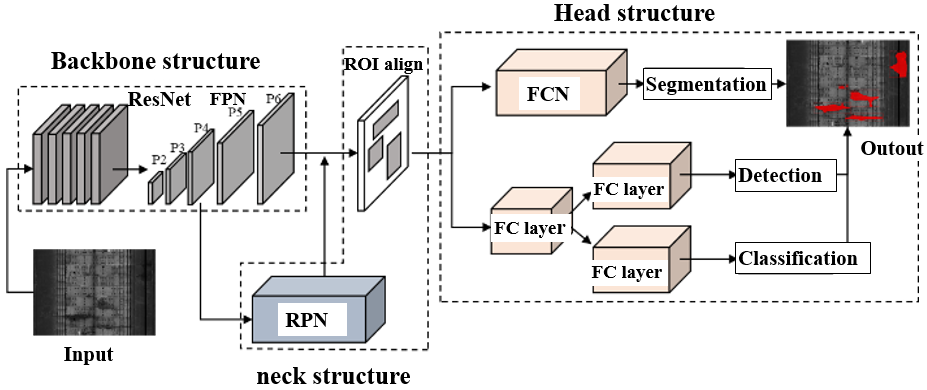 Head structure
Backbone structure
ROI align
ResNet
FPN
P2
P3
P4
P5
P6
FCN
Segmentation
Outout
FC layer
FC layer
Detection
FC layer
Classification
RPN
Input
neck structure